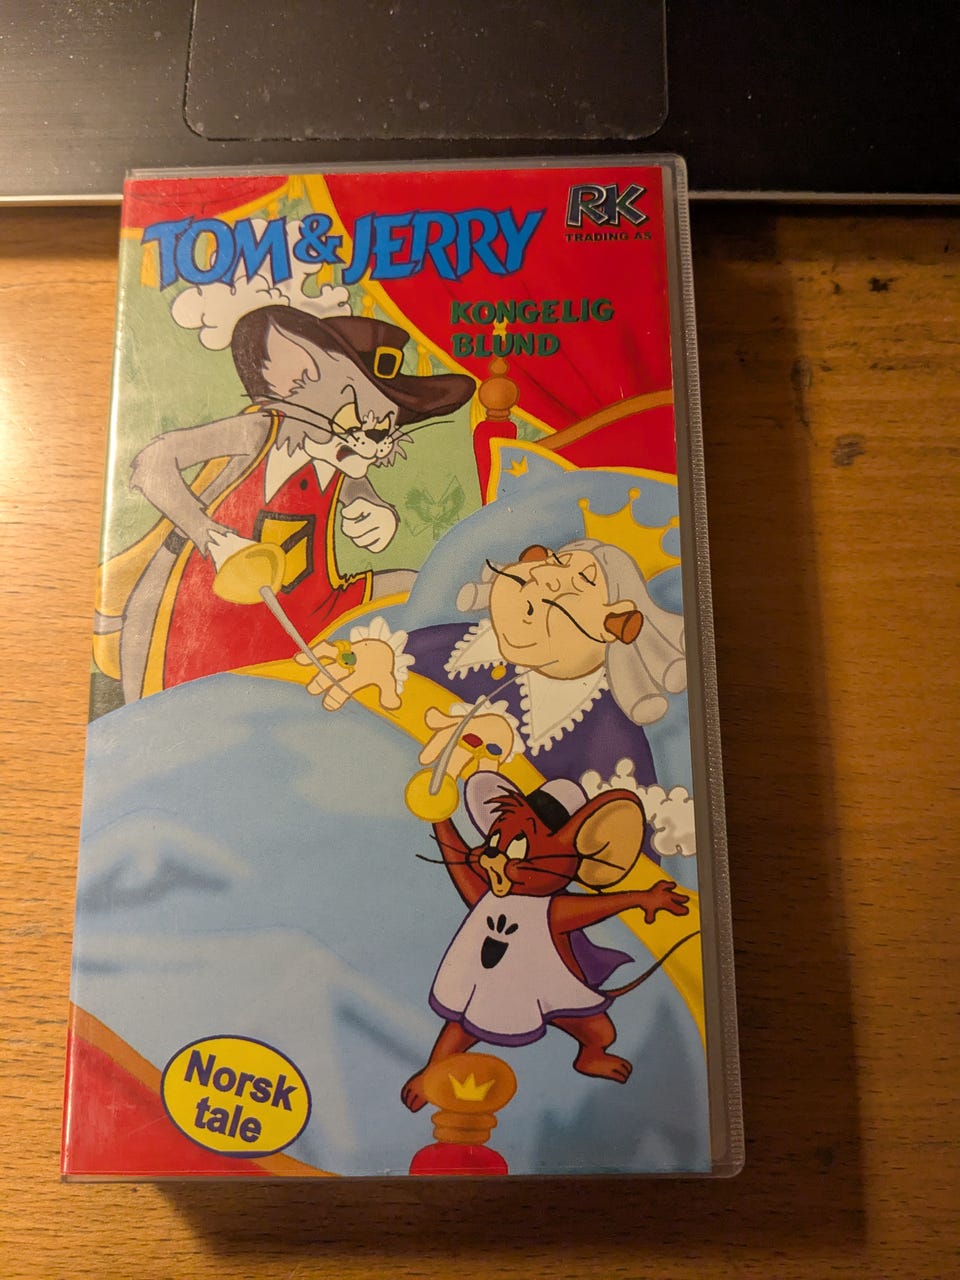 TOM & JERRY
RK
TRADING AS
KONGELIG
BLUND
Norsk
tale